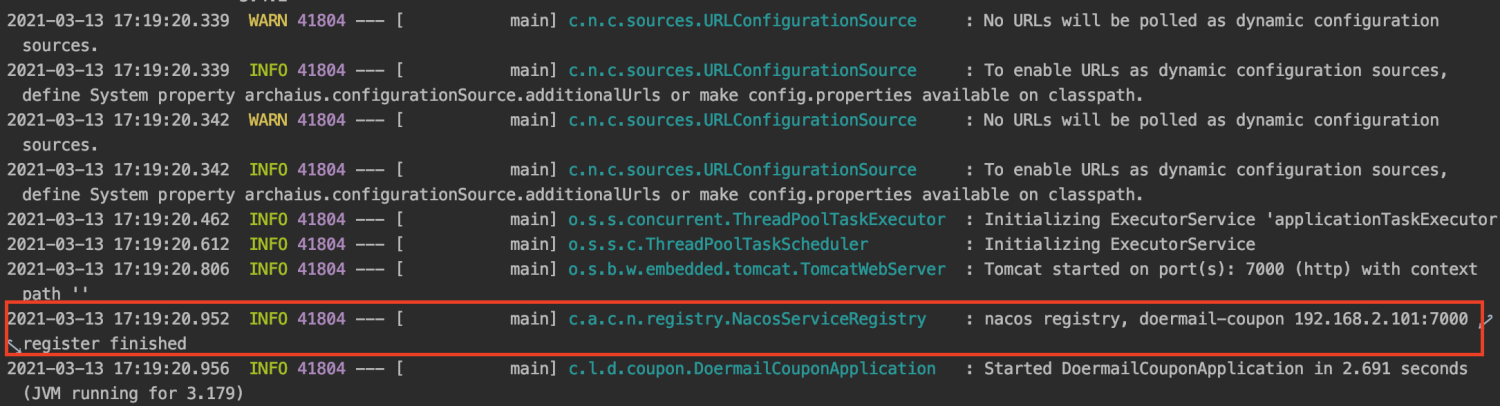 2021-03-13 17:19:20.339  WARN 41804 --- [           main] c.n.c.sources.URLConfigurationSource     : No URLs will be polled as dynamic configuration
sources.
2021-03-13 17:19:20.339  INFO 41804 --- [           main] c.n.c.sources.URLConfigurationSource     : To enable URLs as dynamic configuration sources,
define System property archaius.configurationSource.additionalUrls or make config.properties available on classpath.
2021-03-13 17:19:20.342  WARN 41804 --- [           main] c.n.c.sources.URLConfigurationSource     : No URLs will be polled as dynamic configuration
sources.
2021-03-13 17:19:20.342  INFO 41804 --- [           main] c.n.c.sources.URLConfigurationSource     : To enable URLs as dynamic configuration sources,
define System property archaius.configurationSource.additionalUrls or make config.properties available on classpath.
2021-03-13 17:19:20.462  INFO 41804 --- [           main] o.s.s.concurrent.ThreadPoolTaskExecutor  : Initializing ExecutorService 'applicationTaskExecutor
2021-03-13 17:19:20.612  INFO 41804 --- [           main] o.s.s.c.ThreadPoolTaskScheduler          : Initializing ExecutorService
2021-03-13 17:19:20.806  INFO 41804 --- [           main] o.s.b.w.embedded.tomcat.TomcatWebServer  : Tomcat started on port(s): 7000 (http) with context
path ''
2021-03-13 17:19:20.952  INFO 41804 --- [           main] c.a.c.n.registry.NacosServiceRegistry    : nacos registry, doermail-coupon 192.168.2.101:7000
register finished
2021-03-13 17:19:20.956  INFO 41804 --- [           main] c.l.d.coupon.DoermailCouponApplication   : Started DoermailCouponApplication in 2.691 seconds
(JVM running for 3.179)